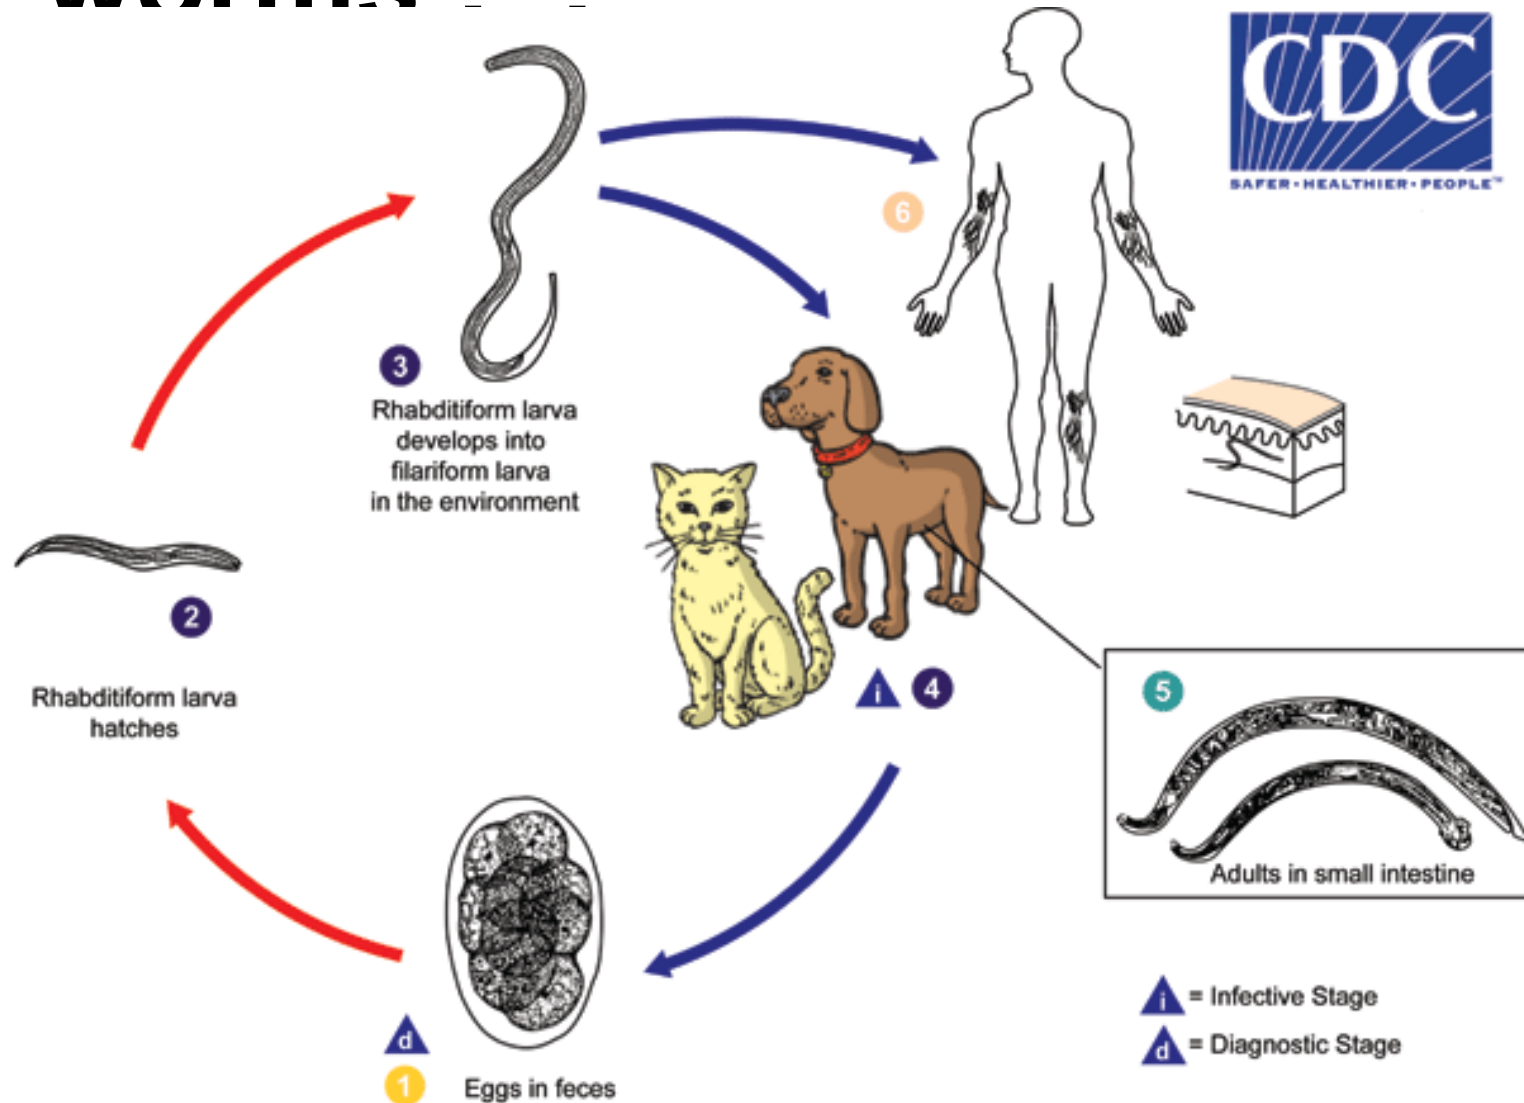 CDC
SAFER•HEALTHIER•PEOPLE™
6
3
Rhabditiform larva
develops into
filariform larva
in the environment
2
Rhabditiform larva
hatches
i 4
5
Adults in small intestine
d
1 Eggs in feces
i = Infective Stage
d = Diagnostic Stage